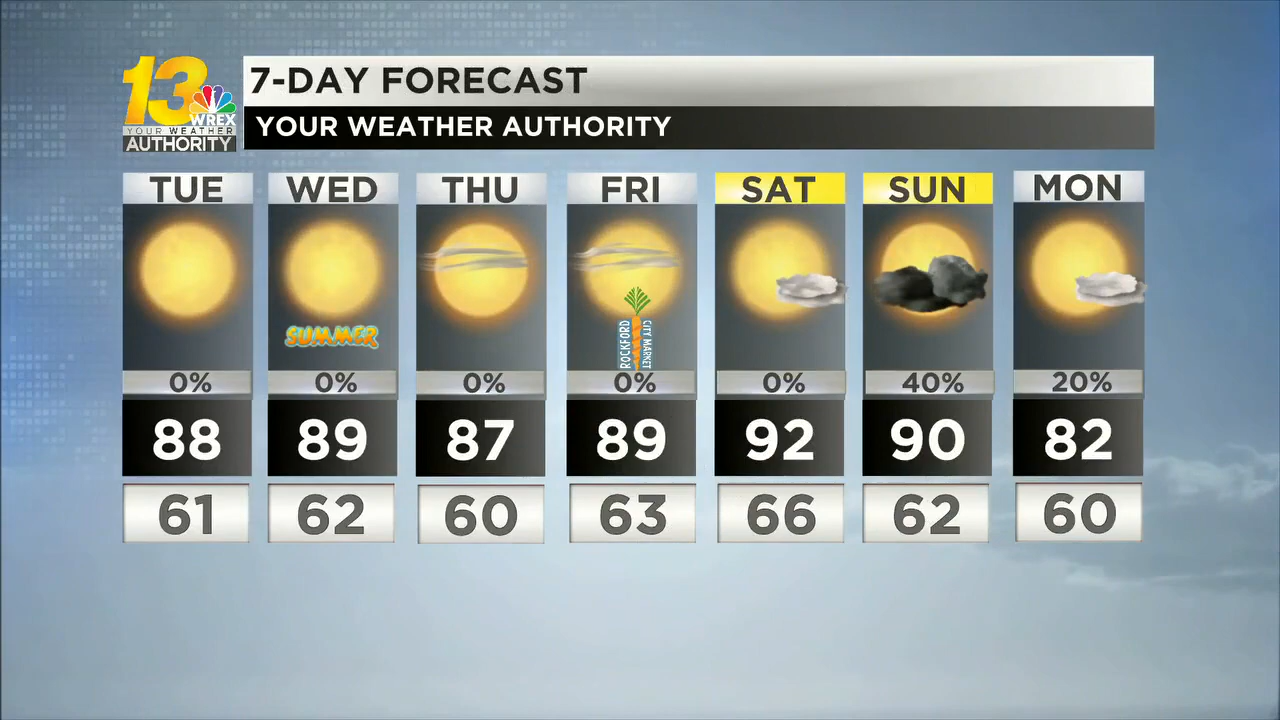 13
WREX
YOUR WEATHER
AUTHORITY
7-DAY FORECAST
YOUR WEATHER AUTHORITY
TUE WED THU FRI SAT SUN MON
SUMMER
ROCKFORD
CITY MARKET
0% 0% 0% 0% 0% 40% 20%
88 89 87 89 92 90 82
61 62 60 63 66 62 60